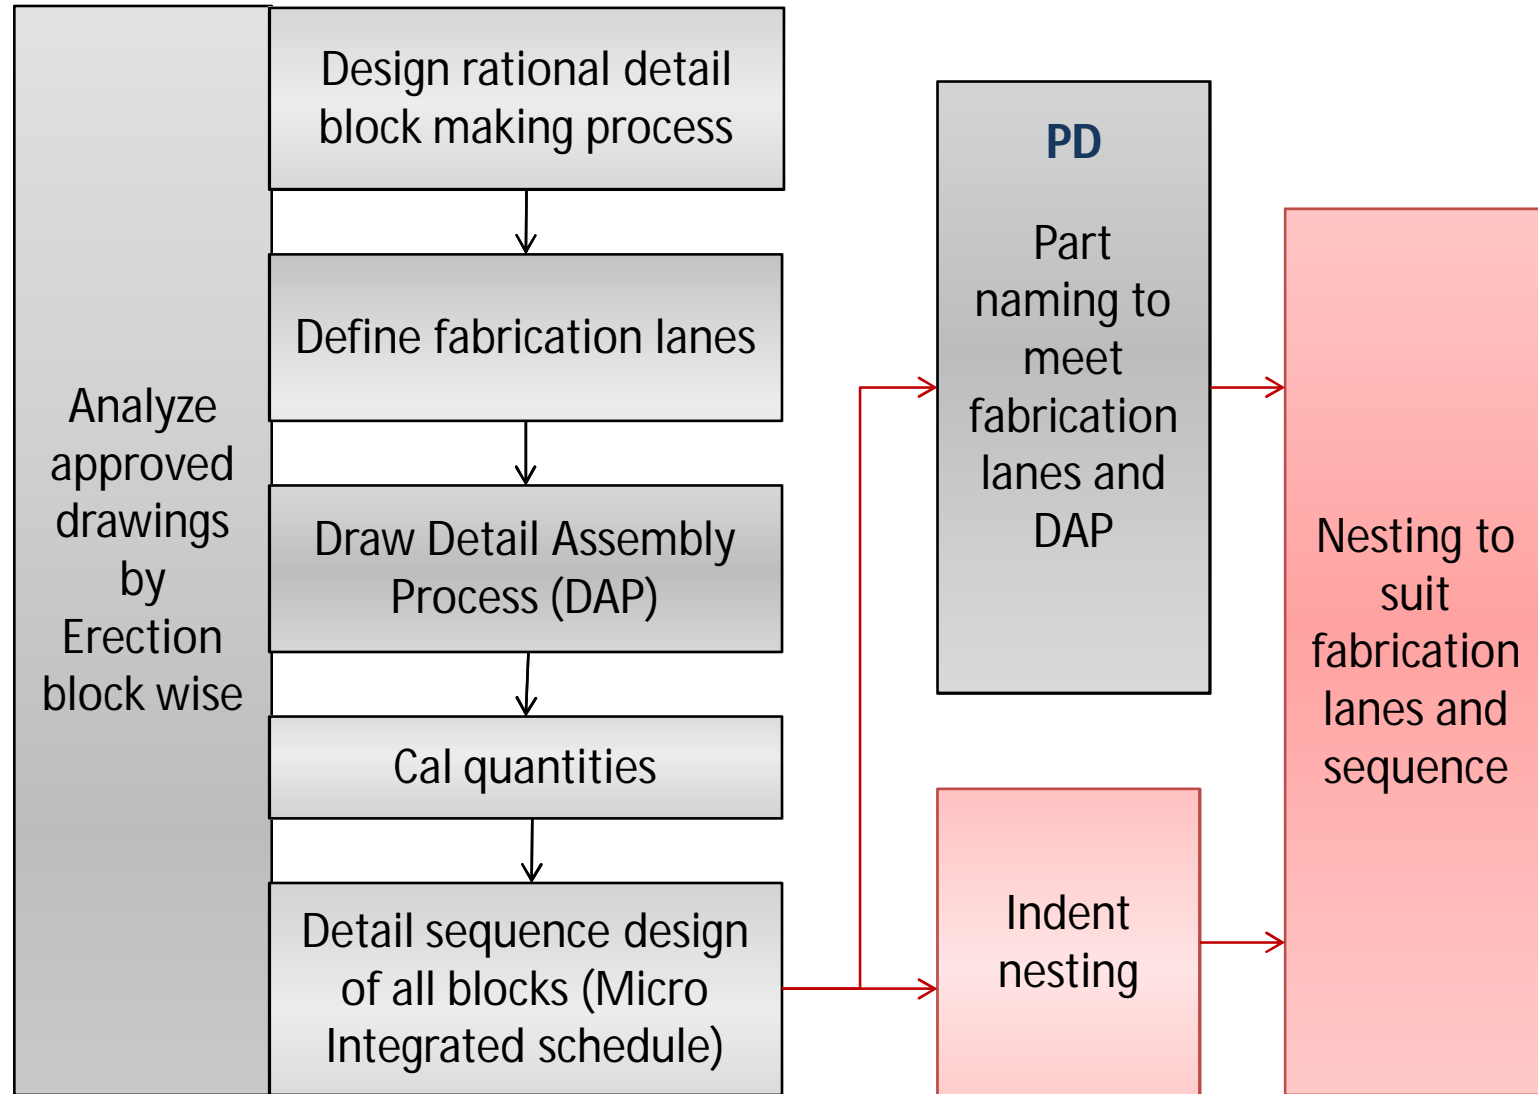 Analyze
approved
drawings
by
Erection
block wise
Design rational detail
block making process
Define fabrication lanes
Draw Detail Assembly
Process (DAP)
Cal quantities
Detail sequence design
of all blocks (Micro
Integrated schedule)
PD
Part
naming to
meet
fabrication
lanes and
DAP
Indent
nesting
Nesting to
suit
fabrication
lanes and
sequence